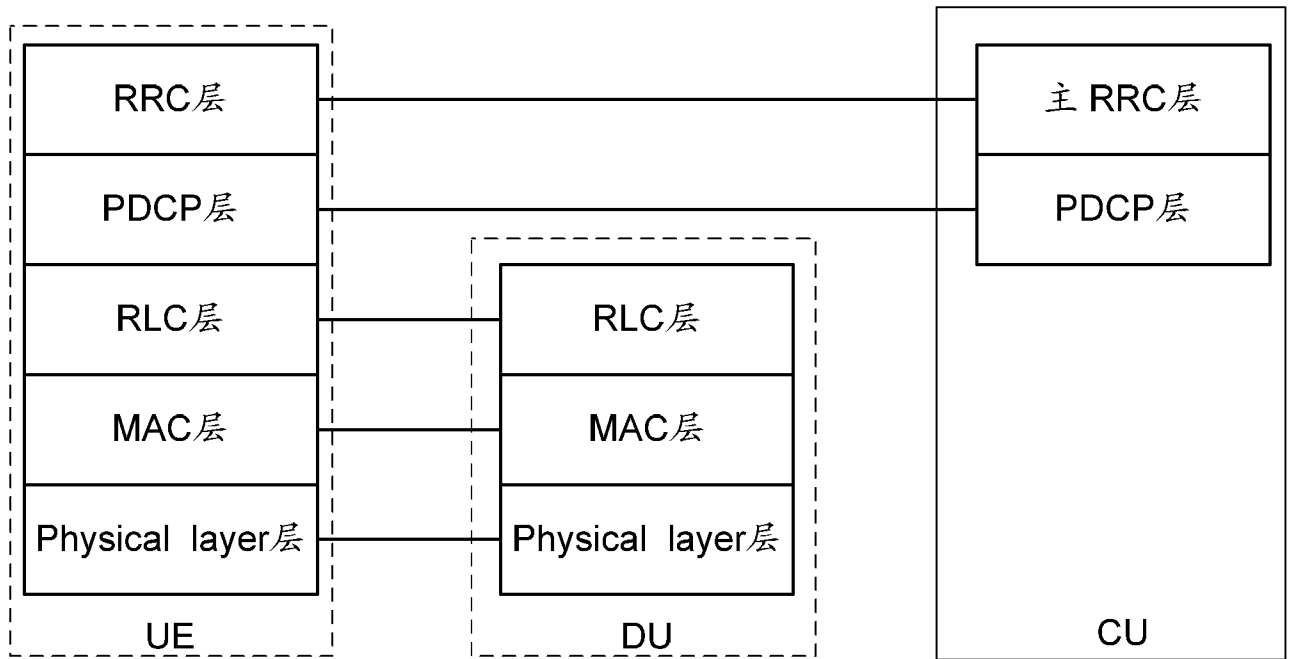 RRC层
PDCP层
RLC层
MAC层
Physical layer层
UE
RLC层
MAC层
Physical layer层
DU
主 RRC层
PDCP层
CU